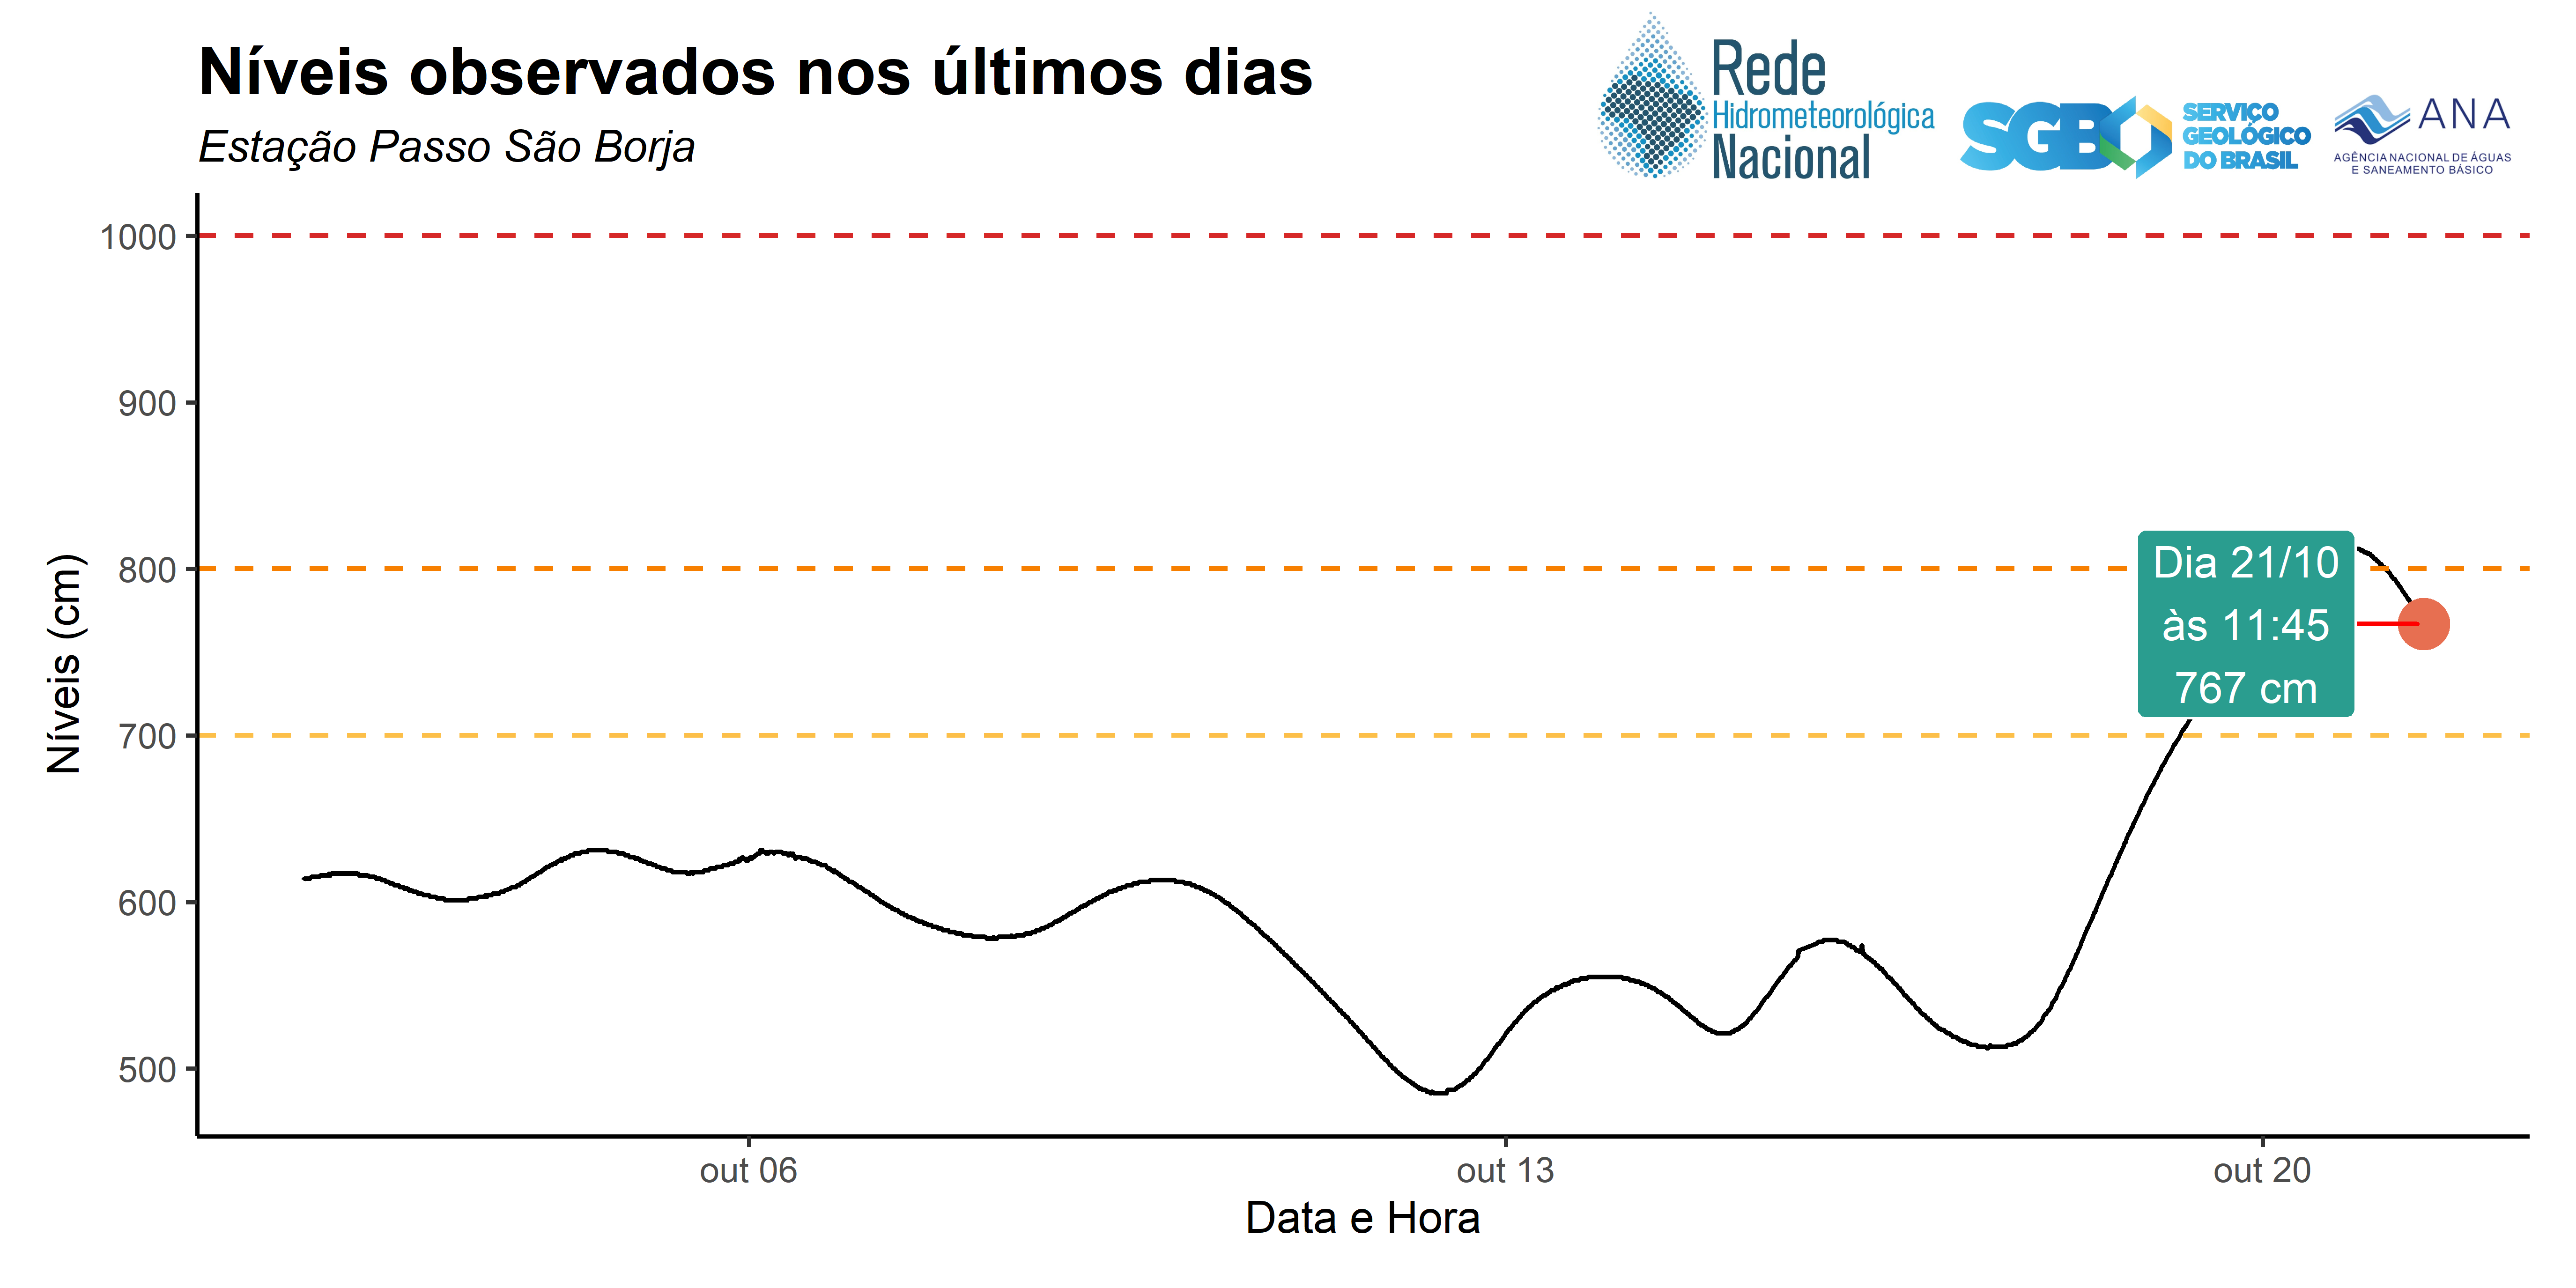 Níveis observados nos últimos dias
Estação Passo São Borja
Rede
Hidrometeorológica
Nacional
SGB
SERVIÇO
GEOLÓGICO
DO BRASIL
ANA
AGÊNCIA NACIONAL DE ÁGUAS
E SANEAMENTO BÁSICO
Níveis (cm)
1000
900
800
700
600
500
Dia 21/10
às 11:45
767 cm
out 06
out 13
out 20
Data e Hora